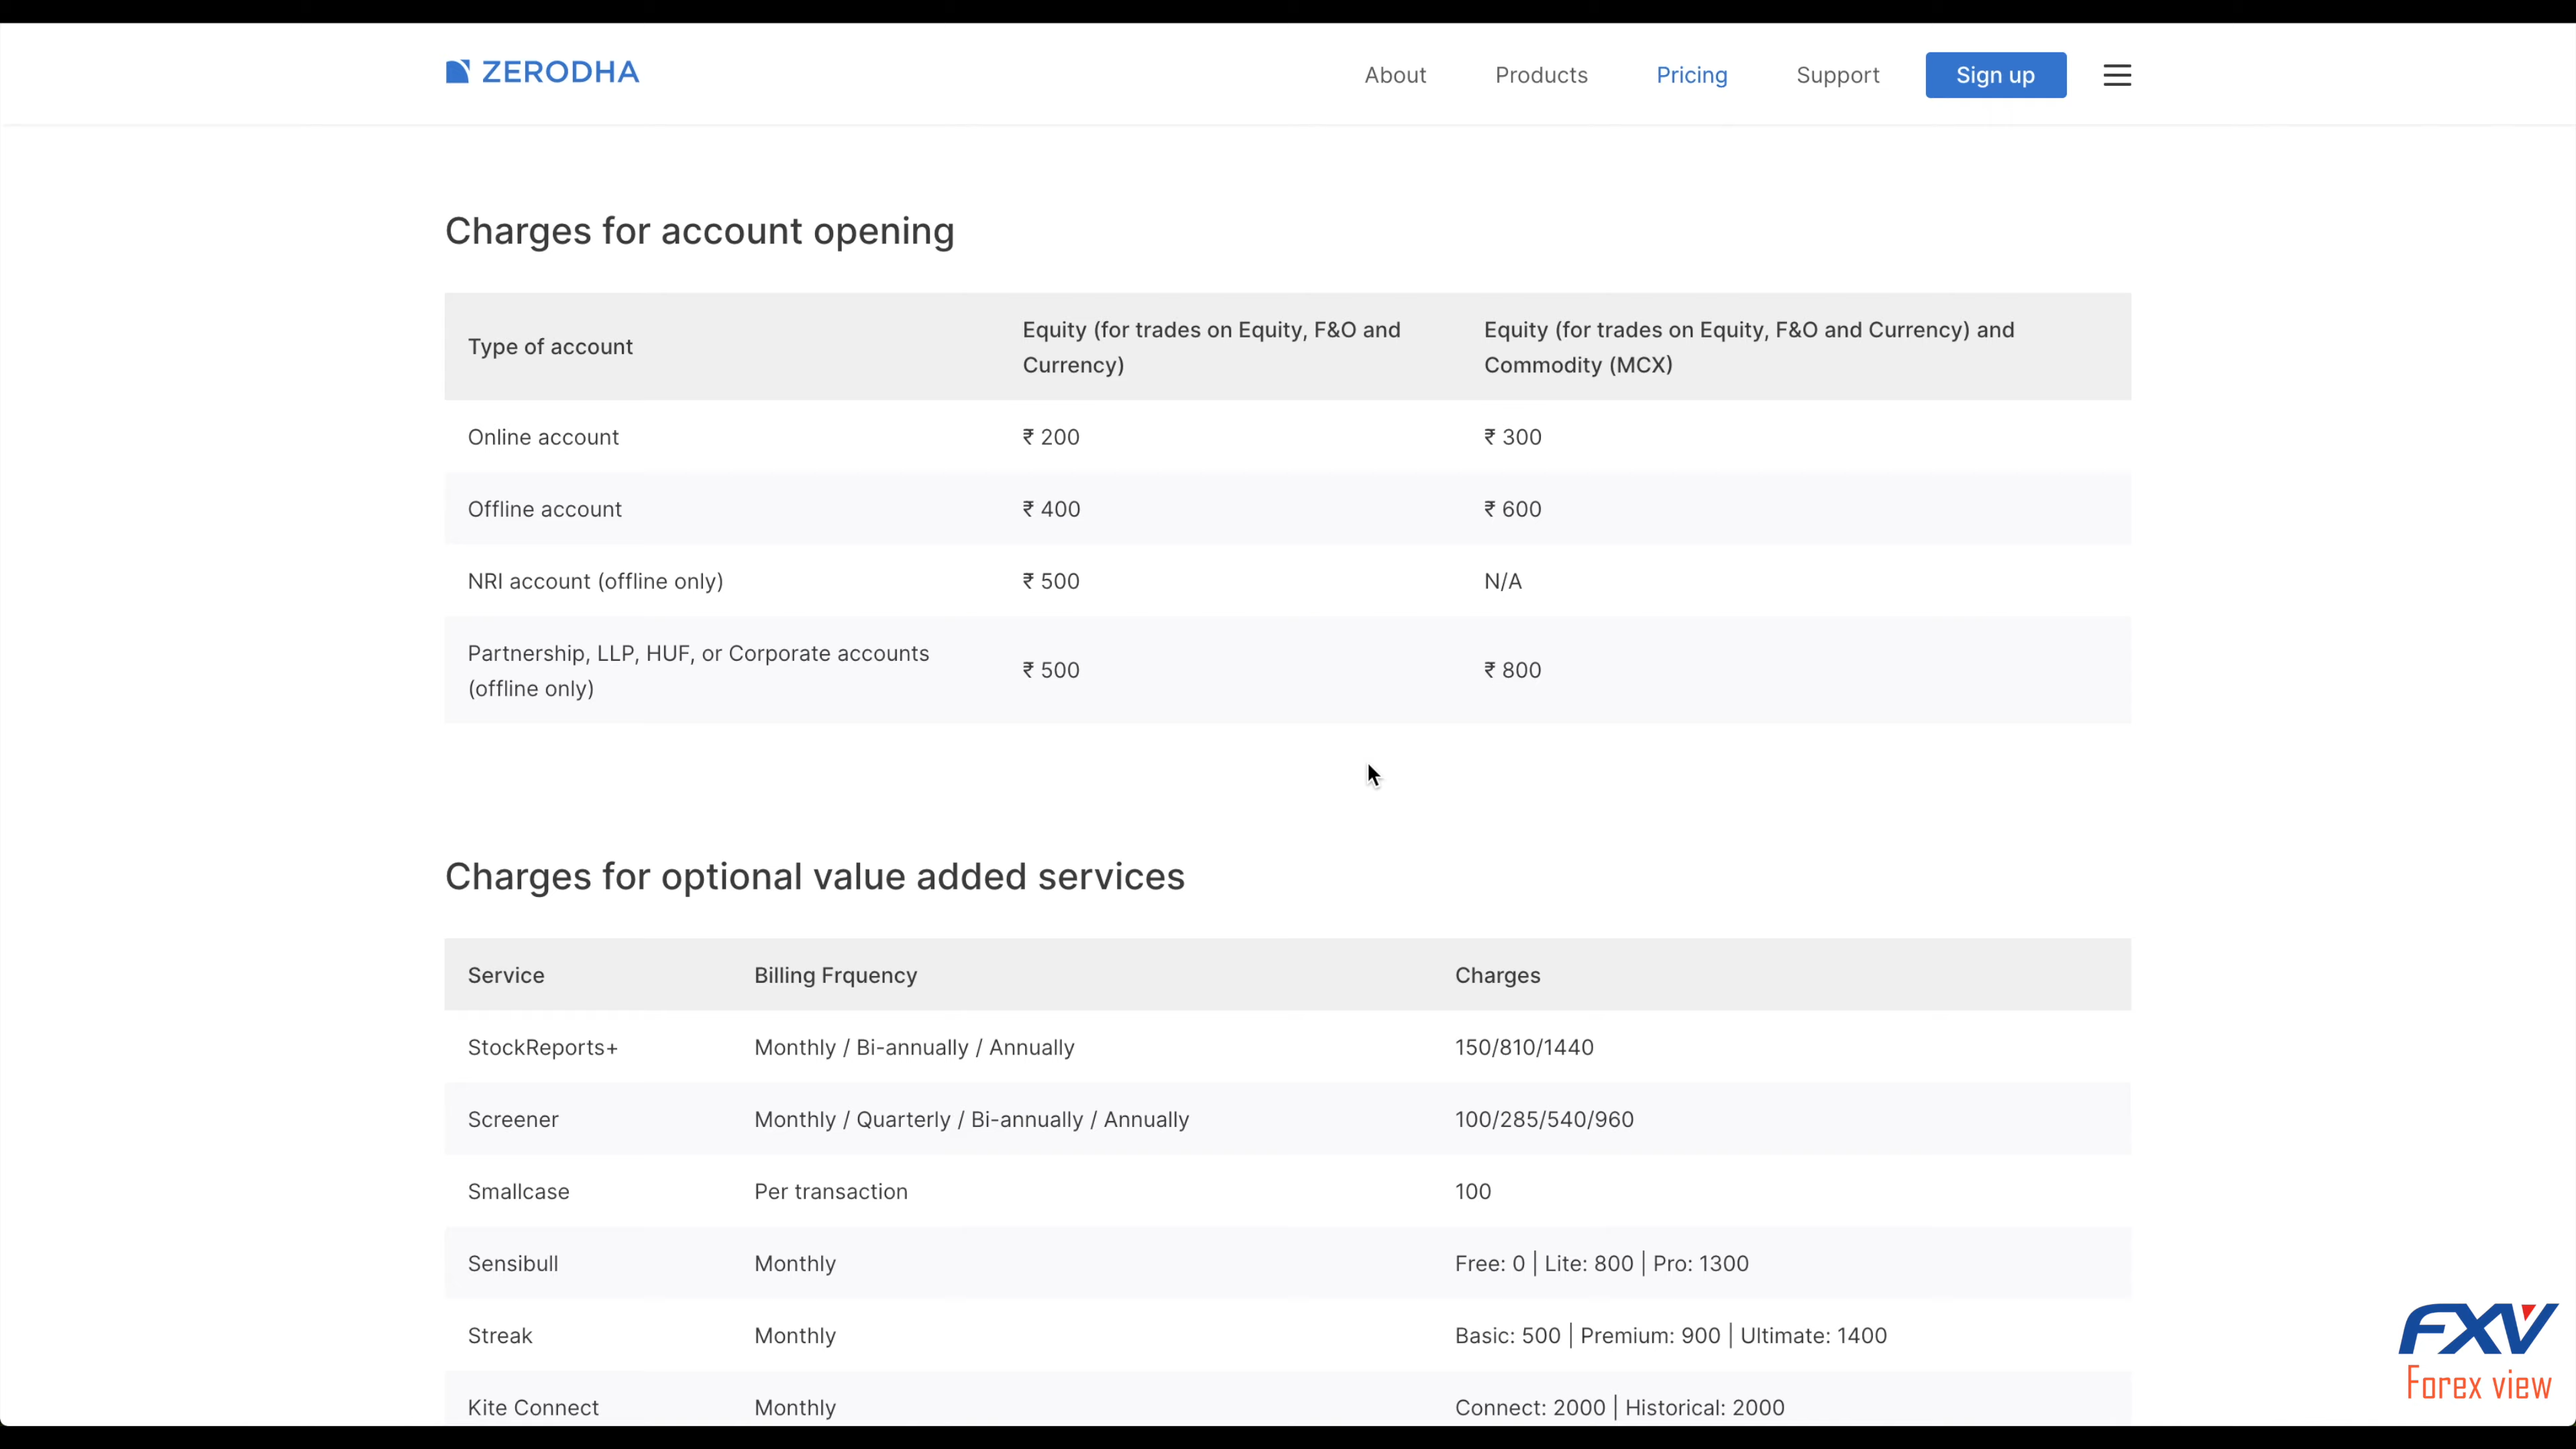 ZERODHA
About Products Pricing Support Sign up
Charges for account opening
Type of account
Equity (for trades on Equity, F&O and
Currency)
Equity (for trades on Equity, F&O and Currency) and
Commodity (MCX)
Online account ₹ 200 ₹ 300
Offline account ₹ 400 ₹ 600
NRI account (offline only) ₹ 500 N/A
Partnership, LLP, HUF, or Corporate accounts
(offline only)
₹ 500 ₹ 800
Charges for optional value added services
Service Billing Frquency Charges
StockReports+ Monthly / Bi-annually / Annually 150/810/1440
Screener Monthly / Quarterly / Bi-annually / Annually 100/285/540/960
Smallcase Per transaction 100
Sensibull Monthly Free: 0 | Lite: 800 | Pro: 1300
Streak Monthly Basic: 500 | Premium: 900 | Ultimate: 1400
Kite Connect Monthly Connect: 2000 | Historical: 2000
FXV
Forex view